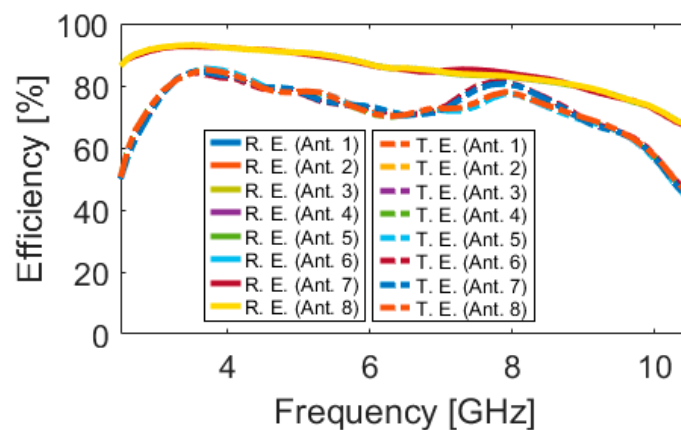 100
80
60
40
20
0
Efficiency [%]
R. E. (Ant. 1)
R. E. (Ant. 2)
R. E. (Ant. 3)
R. E. (Ant. 4)
R. E. (Ant. 5)
R. E. (Ant. 6)
R. E. (Ant. 7)
R. E. (Ant. 8)
T. E. (Ant. 1)
T. E. (Ant. 2)
T. E. (Ant. 3)
T. E. (Ant. 4)
T. E. (Ant. 5)
T. E. (Ant. 6)
T. E. (Ant. 7)
T. E. (Ant. 8)
4 6 8 10
Frequency [GHz]